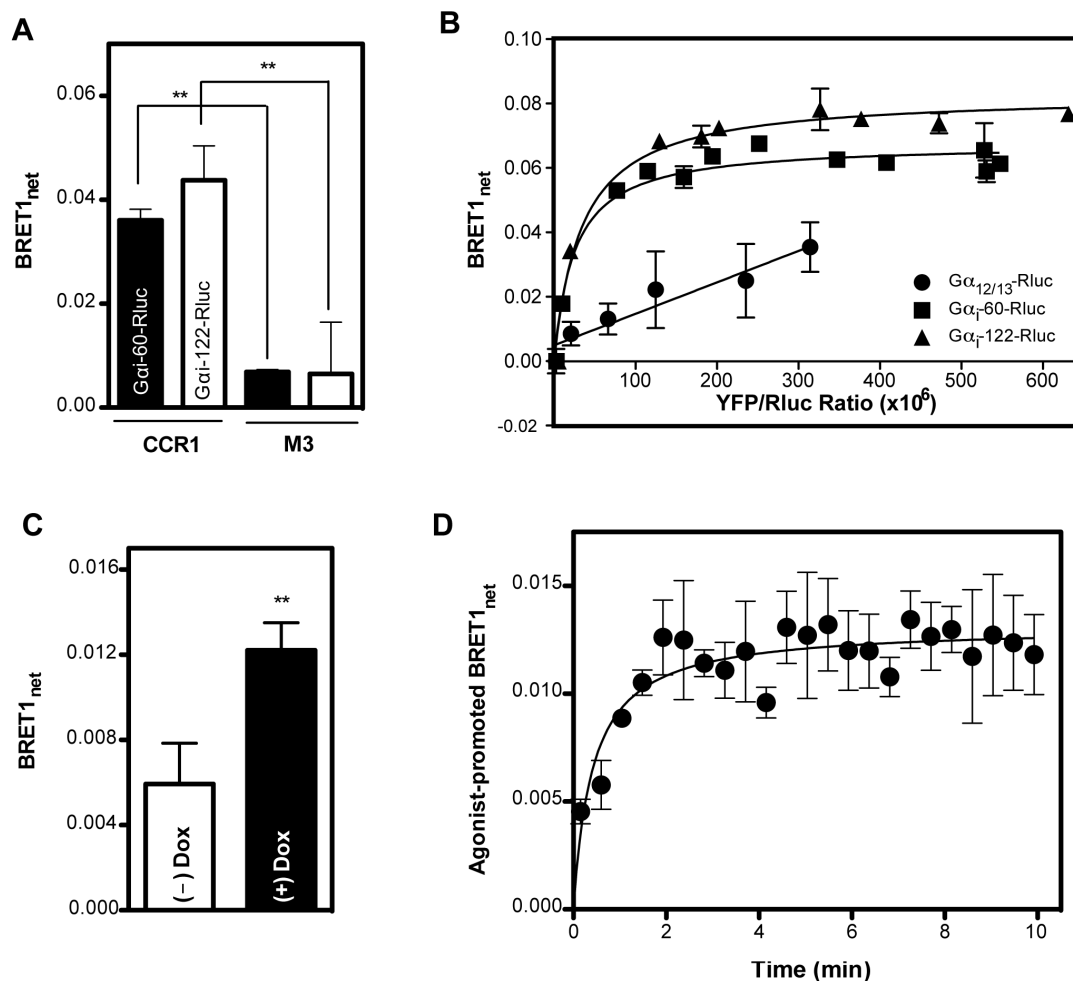 A
BRET1net
0.06
0.04
0.02
0.00
**
**
Gαi-60-Rluc
Gαi-122-Rluc
CCR1
M3
B
BRET1net
0.10
0.08
0.06
0.04
0.02
0.00
-0.02
100
200
300
400
500
600
YFP/Rluc Ratio (x10⁶)
Gα12/13-Rluc
Gαi-60-Rluc
Gαi-122-Rluc
C
BRET1net
0.016
0.012
0.008
0.004
0.000
**
(−) Dox
(+) Dox
D
Agonist-promoted BRET1net
0.015
0.010
0.005
0.000
0
2
4
6
8
10
Time (min)